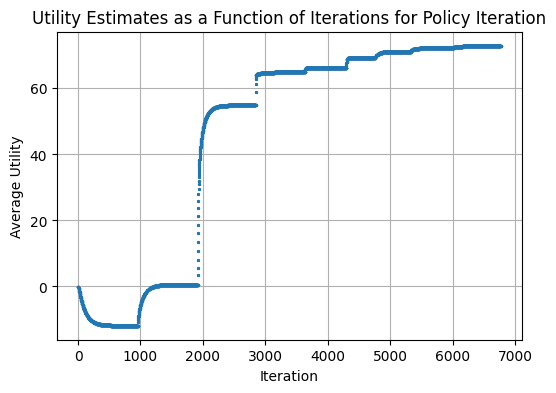 Utility Estimates as a Function of Iterations for Policy Iteration
Average Utility
60
40
20
0
0 1000 2000 3000 4000 5000 6000 7000
Iteration